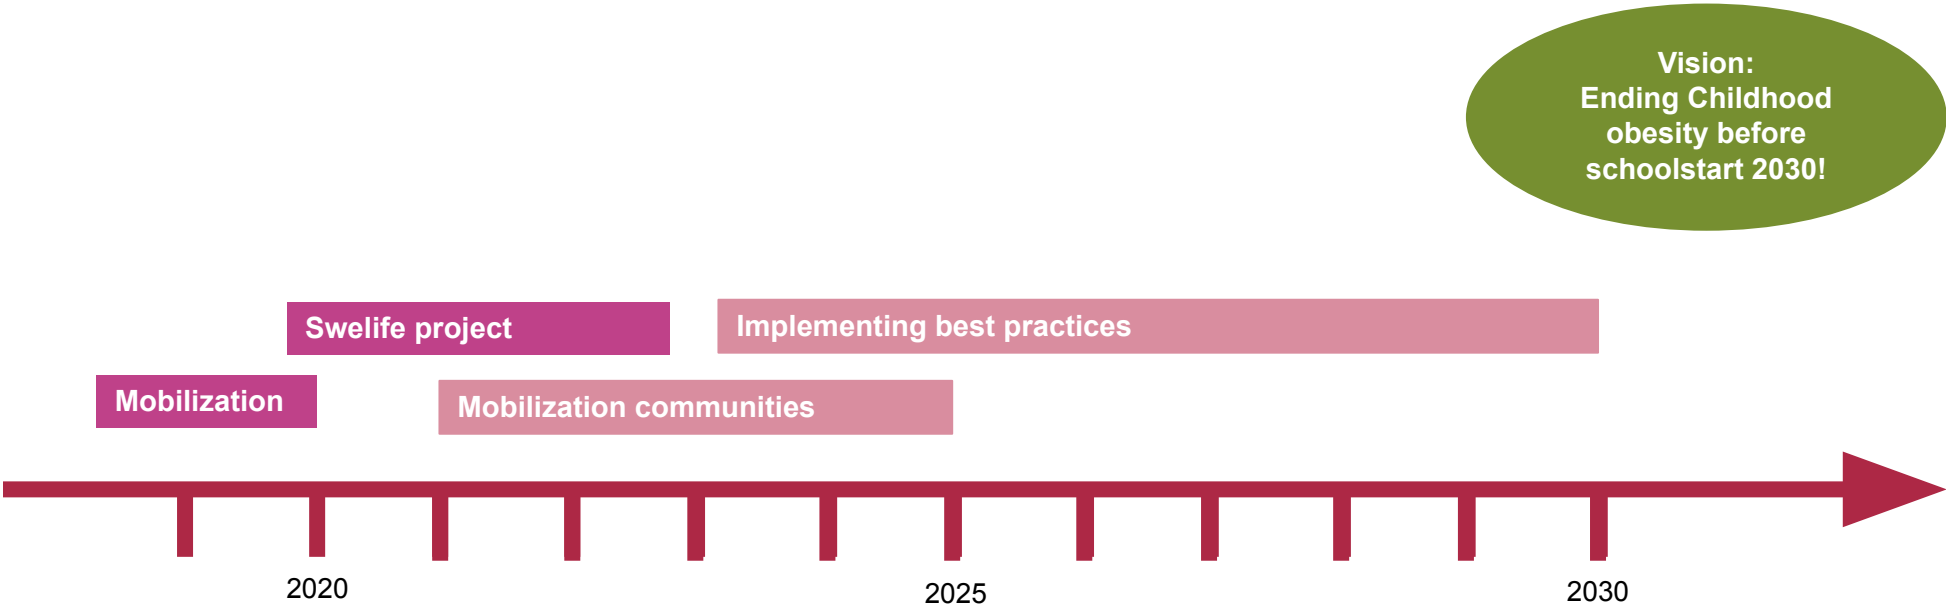 Vision:
Ending Childhood
obesity before
schoolstart 2030!
Swelife project
Implementing best practices
Mobilization
Mobilization communities
2020
2025
2030